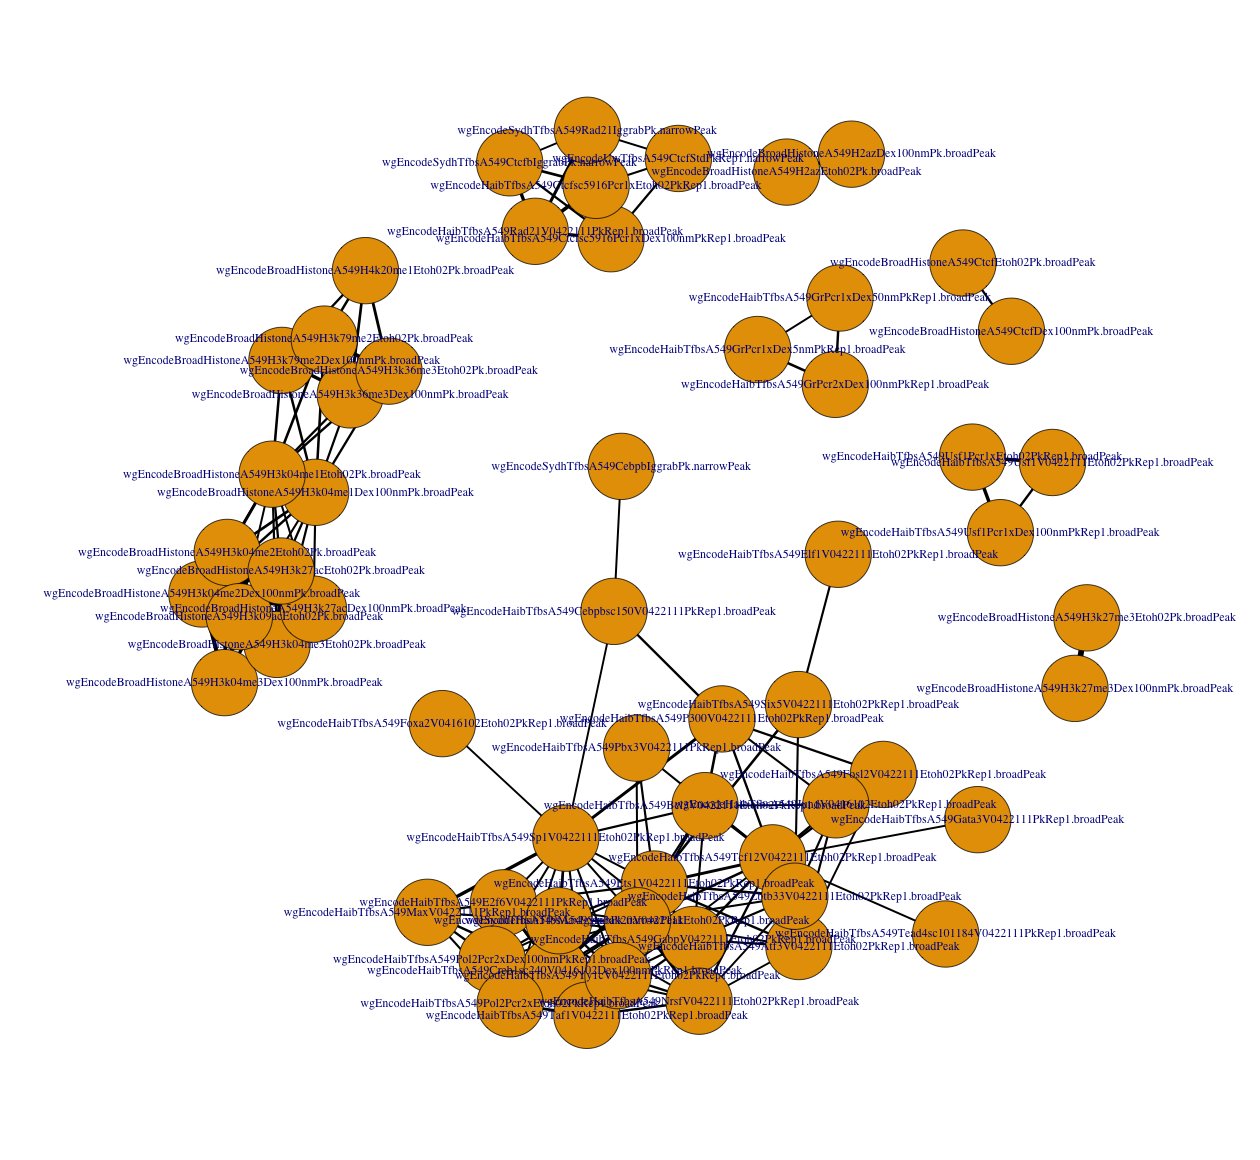 wgEncodeSydhTfbsA549Rad21IggrabPk.narrowPeak
wgEncodeBroadHistoneA549H2azDex100nmPk.broadPeak
wgEncodeUwTfbsA549CtcfStdPkRep1.narrowPeak
wgEncodeSydhTfbsA549CtcfbIggrabPk.narrowPeak
wgEncodeBroadHistoneA549H2azEtoh02Pk.broadPeak
wgEncodeHaibTfbsA549Ctcfsc5916Pcr1xEtoh02PkRep1.broadPeak
wgEncodeHaibTfbsA549Rad21V0422111PkRep1.broadPeak
wgEncodeHaibTfbsA549Ctcfsc5916Pcr1xDex100nmPkRep1.broadPeak
wgEncodeBroadHistoneA549CtcfEtoh02Pk.broadPeak
wgEncodeBroadHistoneA549H4k20me1Etoh02Pk.broadPeak
wgEncodeHaibTfbsA549GrPcr1xDex50nmPkRep1.broadPeak
wgEncodeBroadHistoneA549CtcfDex100nmPk.broadPeak
wgEncodeBroadHistoneA549H3k79me2Etoh02Pk.broadPeak
wgEncodeHaibTfbsA549GrPcr1xDex5nmPkRep1.broadPeak
wgEncodeBroadHistoneA549H3k79me2Dex100nmPk.broadPeak
wgEncodeBroadHistoneA549H3k36me3Etoh02Pk.broadPeak
wgEncodeHaibTfbsA549GrPcr2xDex100nmPkRep1.broadPeak
wgEncodeBroadHistoneA549H3k36me3Dex100nmPk.broadPeak
wgEncodeHaibTfbsA549Usf1Pcr1xEtoh02PkRep1.broadPeak
wgEncodeHaibTfbsA549Usf1V0422111Etoh02PkRep1.broadPeak
wgEncodeSydhTfbsA549CebpbIggrabPk.narrowPeak
wgEncodeBroadHistoneA549H3k04me1Etoh02Pk.broadPeak
wgEncodeBroadHistoneA549H3k04me1Dex100nmPk.broadPeak
wgEncodeHaibTfbsA549Usf1Pcr1xDex100nmPkRep1.broadPeak
wgEncodeBroadHistoneA549H3k04me2Etoh02Pk.broadPeak
wgEncodeHaibTfbsA549Elf1V0422111Etoh02PkRep1.broadPeak
wgEncodeBroadHistoneA549H3k27acEtoh02Pk.broadPeak
wgEncodeBroadHistoneA549H3k04me2Dex100nmPk.broadPeak
wgEncodeBroadHistoneA549H3k27acDex100nmPk.broadPeak
wgEncodeHaibTfbsA549Cebpbsc150V0422111PkRep1.broadPeak
wgEncodeBroadHistoneA549H3k09acEtoh02Pk.broadPeak
wgEncodeBroadHistoneA549H3k27me3Etoh02Pk.broadPeak
wgEncodeBroadHistoneA549H3k04me3Etoh02Pk.broadPeak
wgEncodeBroadHistoneA549H3k04me3Dex100nmPk.broadPeak
wgEncodeBroadHistoneA549H3k27me3Dex100nmPk.broadPeak
wgEncodeHaibTfbsA549Six5V0422111Etoh02PkRep1.broadPeak
wgEncodeHaibTfbsA549P300V0422111Etoh02PkRep1.broadPeak
wgEncodeHaibTfbsA549Foxa2V0416102Etoh02PkRep1.broadPeak
wgEncodeHaibTfbsA549Pbx3V0422111PkRep1.broadPeak
wgEncodeHaibTfbsA549Fosl2V0422111Etoh02PkRep1.broadPeak
wgEncodeHaibTfbsA549Gata3V0422111PkRep1.broadPeak
wgEncodeHaibTfbsA549Sp1V0422111Etoh02PkRep1.broadPeak
wgEncodeHaibTfbsA549Tcf12V0422111Etoh02PkRep1.broadPeak
wgEncodeHaibTfbsA549Ets1V0422111Etoh02PkRep1.broadPeak
wgEncodeHaibTfbsA549Zbtb33V0422111Etoh02PkRep1.broadPeak
wgEncodeHaibTfbsA549E2f6V0422111PkRep1.broadPeak
wgEncodeHaibTfbsA549MaxV0422111PkRep1.broadPeak
wgEncodeHaibTfbsA549Tead4sc101184V0422111PkRep1.broadPeak
wgEncodeHaibTfbsA549GabpV0422111Etoh02PkRep1.broadPeak
wgEncodeHaibTfbsA549Atf3V0422111Etoh02PkRep1.broadPeak
wgEncodeHaibTfbsA549Pol2Pcr2xDex100nmPkRep1.broadPeak
wgEncodeHaibTfbsA549Creb1sc240V0416102Dex100nmPkRep1.broadPeak
wgEncodeHaibTfbsA549Yy1cV0422111Etoh02PkRep1.broadPeak
wgEncodeHaibTfbsA549Pol2Pcr2xEtoh02PkRep1.broadPeak
wgEncodeHaibTfbsA549NrsfV0422111Etoh02PkRep1.broadPeak
wgEncodeHaibTfbsA549Taf1V0422111Etoh02PkRep1.broadPeak